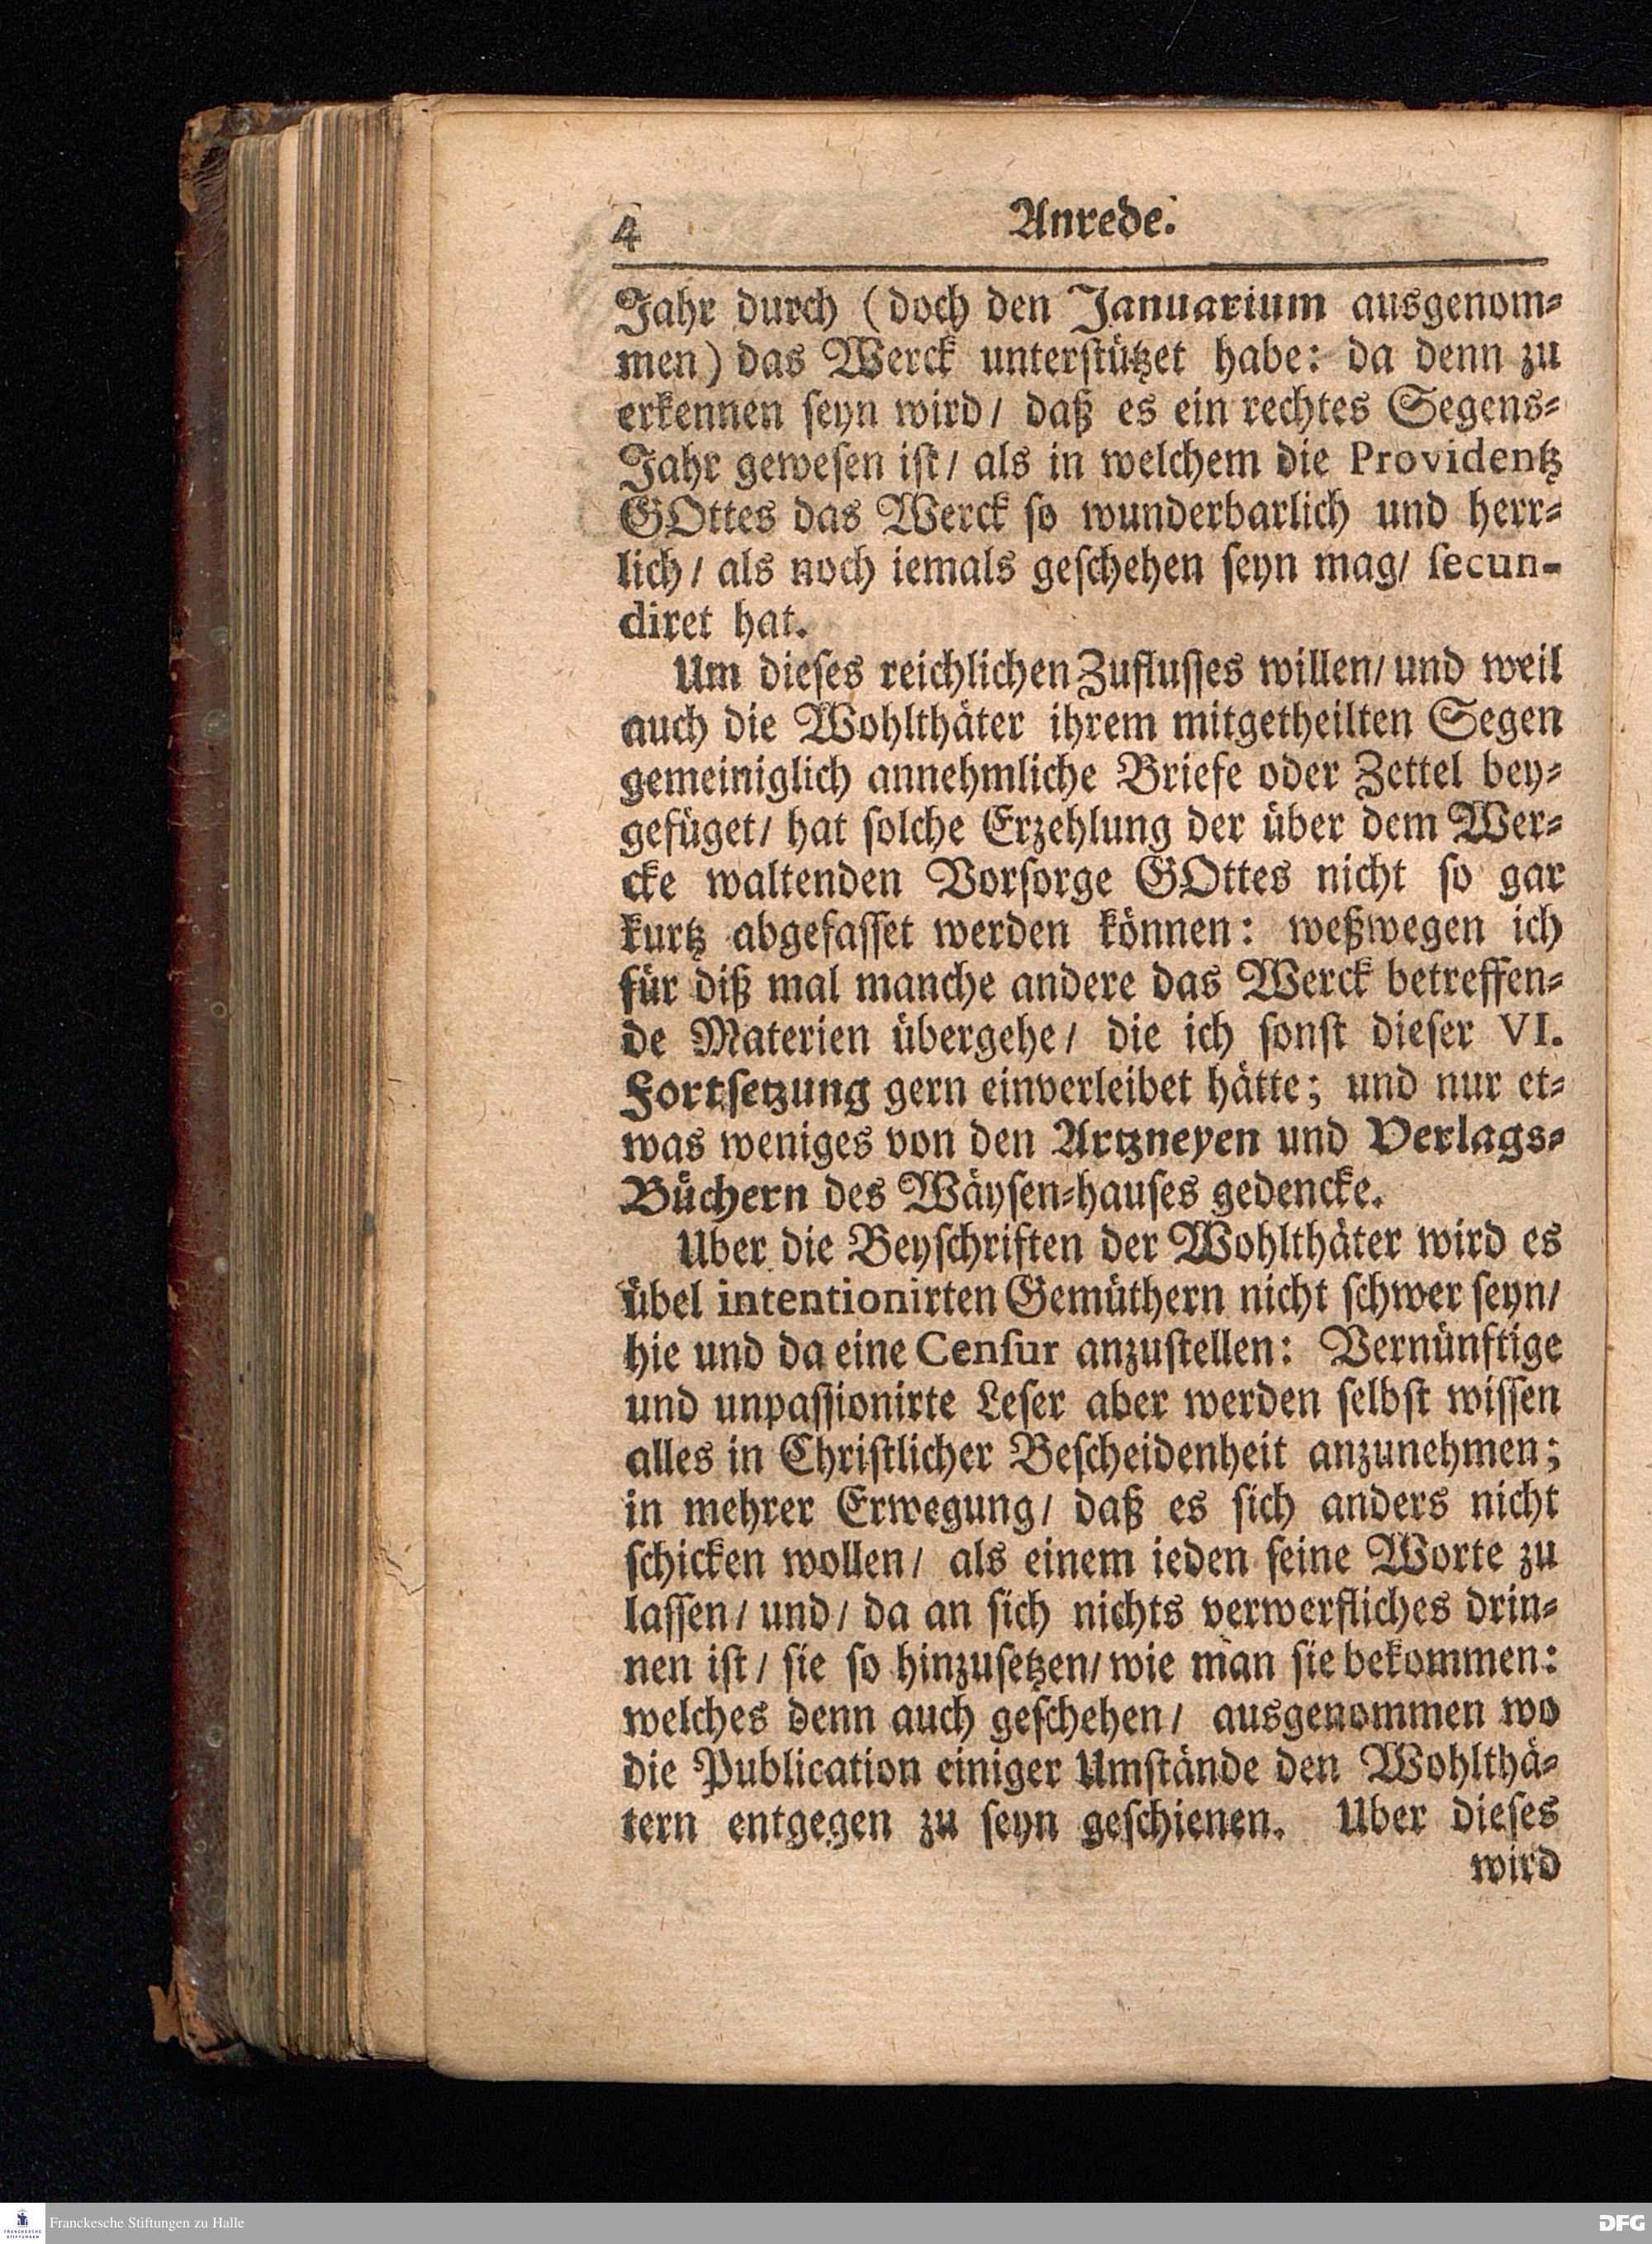 4 Anrede.
Jahr durch (doch den Januarium ausgenom-
men) das Werck unterstützet habe: da denn zu
erkennen seyn wird/ daß es ein rechtes Segens-
Jahr gewesen ist/ als in welchem die Providentz
GOttes das Werck so wunderbarlich und herr-
lich/ als noch iemals geschehen seyn mag/ secun-
diret hat.
Um dieses reichlichen Zuflusses willen/ und weil
auch die Wohlthäter ihrem mitgetheilten Segen
gemeiniglich annehmliche Briefe oder Zettel bey-
gefüget/ hat solche Erzehlung der über dem Wer-
cke waltenden Vorsorge GOttes nicht so gar
kurtz abgefasset werden können: weßwegen ich
für diß mal manche andere das Werck betreffen-
de Materien übergehe/ die ich sonst dieser VI.
Fortsetzung gern einverleibet hätte; und nur et-
was weniges von den Artzneyen und Verlags-
Büchern des Wäysen-hauses gedencke.
Uber die Beyschriften der Wohlthäter wird es
übel intentionirten Gemüthern nicht schwer seyn/
hie und da eine Censur anzustellen: Vernünftige
und unpassionirte Leser aber werden selbst wissen
alles in Christlicher Bescheidenheit anzunehmen;
in mehrer Erwegung/ daß es sich anders nicht
schicken wollen/ als einem ieden seine Worte zu
lassen/ und/ da an sich nichts verwerfliches drin-
nen ist/ sie so hinzusetzen/ wie man sie bekommen:
welches denn auch geschehen/ ausgenommen wo
die Publication einiger Umstände den Wohlthä-
tern entgegen zu seyn geschienen. Uber dieses
wird
FRANCKESCHE
STIFTUNGEN
Franckesche Stiftungen zu Halle
DFG